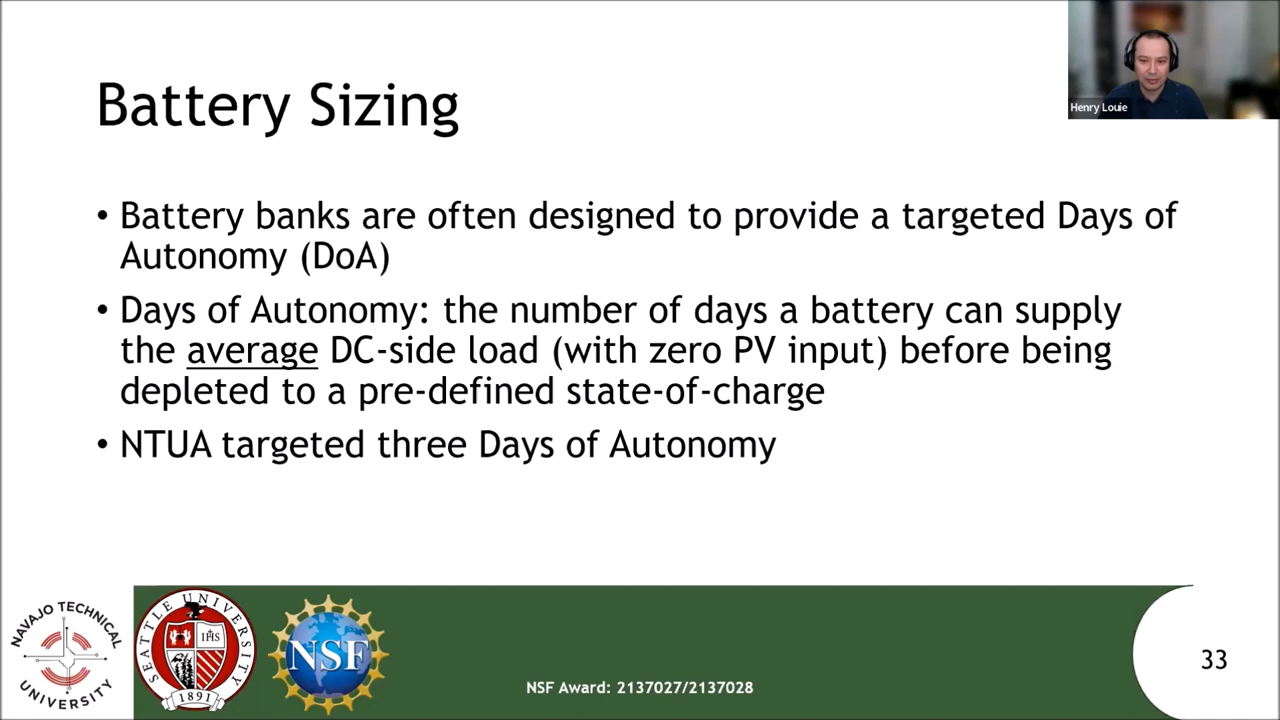 Henry Louie
Battery Sizing
• Battery banks are often designed to provide a targeted Days of
Autonomy (DoA)
• Days of Autonomy: the number of days a battery can supply
the average DC-side load (with zero PV input) before being
depleted to a pre-defined state-of-charge
• NTUA targeted three Days of Autonomy
NAVAJO TECHNICAL
UNIVERSITY
SEATTLE UNIVERSITY
IHS
1891
NSF
NSF Award: 2137027/2137028
33